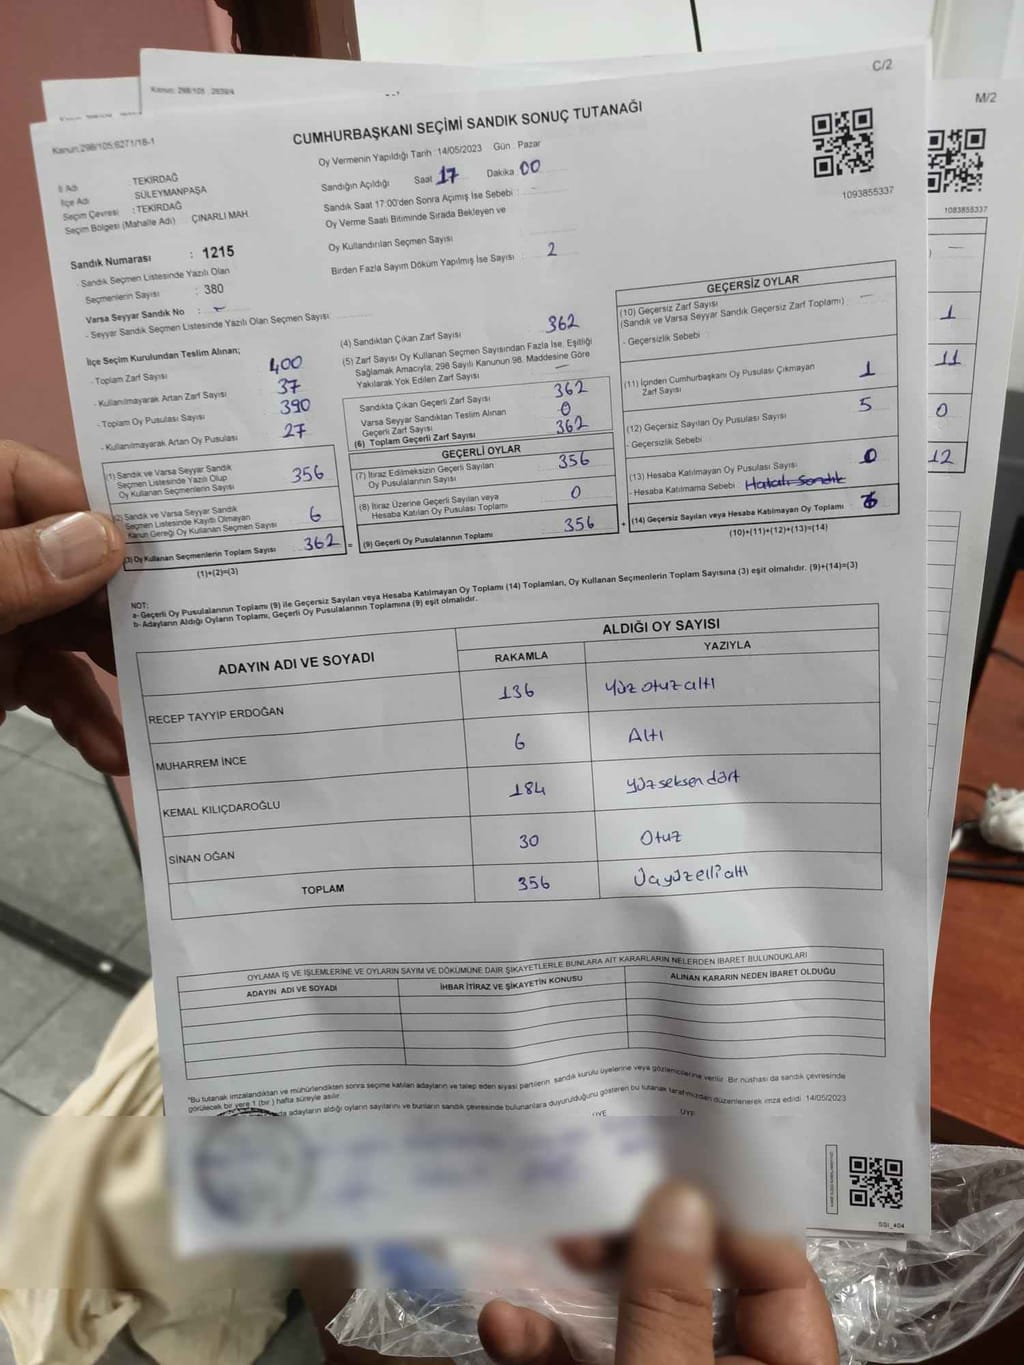 Kanun: 298/105, 2839/4
C/2
M/2
Kanun:298/105;6271/18-1
CUMHURBAŞKANI SEÇİMİ SANDIK SONUÇ TUTANAĞI
Oy Vermenin Yapıldığı Tarih 14/05/2023 Gün : Pazar
İl Adı : TEKİRDAĞ
İlçe Adı : SÜLEYMANPAŞA
Seçim Çevresi : TEKİRDAĞ
Seçim Bölgesi (Mahalle Adı) ÇINARLI MAH.
Sandığın Açıldığı Saat 17 Dakika 00
Sandık Saat 17:00'den Sonra Açımış İse Sebebi :
Oy Verme Saati Bitiminde Sırada Bekleyen ve
Oy Kullandırılan Seçmen Sayısı
Birden Fazla Sayım Döküm Yapılmış İse Sayısı : 2
1093855337
1083855337
Sandık Numarası : 1215
- Sandık Seçmen Listesinde Yazılı Olan
Seçmenlerin Sayısı : 380
Varsa Seyyar Sandık No :
- Seyyar Sandık Seçmen Listesinde Yazılı Olan Seçmen Sayısı
İlçe Seçim Kurulundan Teslim Alınan;
- Toplam Zarf Sayısı 400
- Kullanılmayarak Artan Zarf Sayısı 37
- Toplam Oy Pusulası Sayısı 390
- Kullanılmayarak Artan Oy Pusulası 27
(1) Sandık ve Varsa Seyyar Sandık
Seçmen Listesinde Yazılı Olup
Oy Kullanan Seçmenlerin Sayısı 356
(2) Sandık ve Varsa Seyyar Sandık
Seçmen Listesinde Kayıtlı Olmayan
Kanun Gereği Oy Kullanan Seçmen Sayısı 6
(3) Oy Kullanan Seçmenlerin Toplam Sayısı 362 =
(1)+(2)=(3)
(4) Sandıktan Çıkan Zarf Sayısı 362
(5) Zarf Sayısı Oy Kullanan Seçmen Sayısından Fazla İse, Eşitliği
Sağlamak Amacıyla; 298 Sayılı Kanunun 98. Maddesine Göre
Yakılarak Yok Edilen Zarf Sayısı —
Sandıkta Çıkan Geçerli Zarf Sayısı 362
Varsa Seyyar Sandıktan Teslim Alınan
Geçerli Zarf Sayısı 0
(6) Toplam Geçerli Zarf Sayısı 362
GEÇERLİ OYLAR
(7) İtiraz Edilmeksizin Geçerli Sayılan
Oy Pusulasının Sayısı 356
(8) İtiraz Üzerine Geçerli Sayılan veya
Hesaba Katılan Oy Pusulası Toplamı 0
(9) Geçerli Oy Pusulalarının Toplamı 356 +
GEÇERSİZ OYLAR
(10) Geçersiz Zarf Sayısı
(Sandık ve Varsa Seyyar Sandık Geçersiz Zarf Toplamı) —
- Geçersizlik Sebebi :
(11) İçinden Cumhurbaşkanı Oy Pusulası Çıkmayan
Zarf Sayısı 1
(12) Geçersiz Sayılan Oy Pusulası Sayısı 5
- Geçersizlik Sebebi :
(13) Hesaba Katılmayan Oy Pusulası Sayısı 0
- Hesaba Katılmama Sebebi : Hatalı Sandık
(14) Geçersiz Sayılan veya Hesaba Katılmayan Oy Toplamı 6
(10)+(11)+(12)+(13)=(14)
1
11
0
12
NOT:
a- Geçerli Oy Pusulalarının Toplamı (9) ile Geçersiz Sayılan veya Hesaba Katılmayan Oy Toplamı (14) Toplamları, Oy Kullanan Seçmenlerin Toplam Sayısına (3) eşit olmalıdır. (9)+(14)=(3)
b- Adayların Aldığı Oyların Toplamı, Geçerli Oy Pusulalarının Toplamına (9) eşit olmalıdır.
ADAYIN ADI VE SOYADI
ALDIĞI OY SAYISI
RAKAMLA YAZIYLA
RECEP TAYYİP ERDOĞAN 136 Yüz otuz altı
MUHARREM İNCE 6 Altı
KEMAL KILIÇDAROĞLU 184 yüz seksen dört
SİNAN OĞAN 30 Otuz
TOPLAM 356 Üçyüzelli altı
OYLAMA İŞ VE İŞLEMLERİNE VE OYLARIN SAYIM VE DÖKÜMÜNE DAİR ŞİKAYETLERLE BUNLARA AİT KARARLARIN NELERDEN İBARET BULUNDUKLARI
ADAYIN ADI VE SOYADI İHBAR İTİRAZ VE ŞİKAYETİN KONUSU ALINAN KARARIN NEDEN İBARET OLDUĞU
*Bu tutanak imzalandıktan ve mühürlendikten sonra seçime katılan adayların ve talep eden siyasi partilerin sandık kurulu üyelerine veya gözlemcilerine verilir. Bir nüshası da sandık çevresinde
görülecek bir yere 1 (bir) hafta süreyle asılır.
adayların aldığı oyların sayılarını ve bunların sandık çevresinde bulunanlara duyurulduğunu gösteren bu tutanak tarafımızdan düzenlenerek imza edildi. 14/05/2023
ÜYE ÜYE
SSI_404